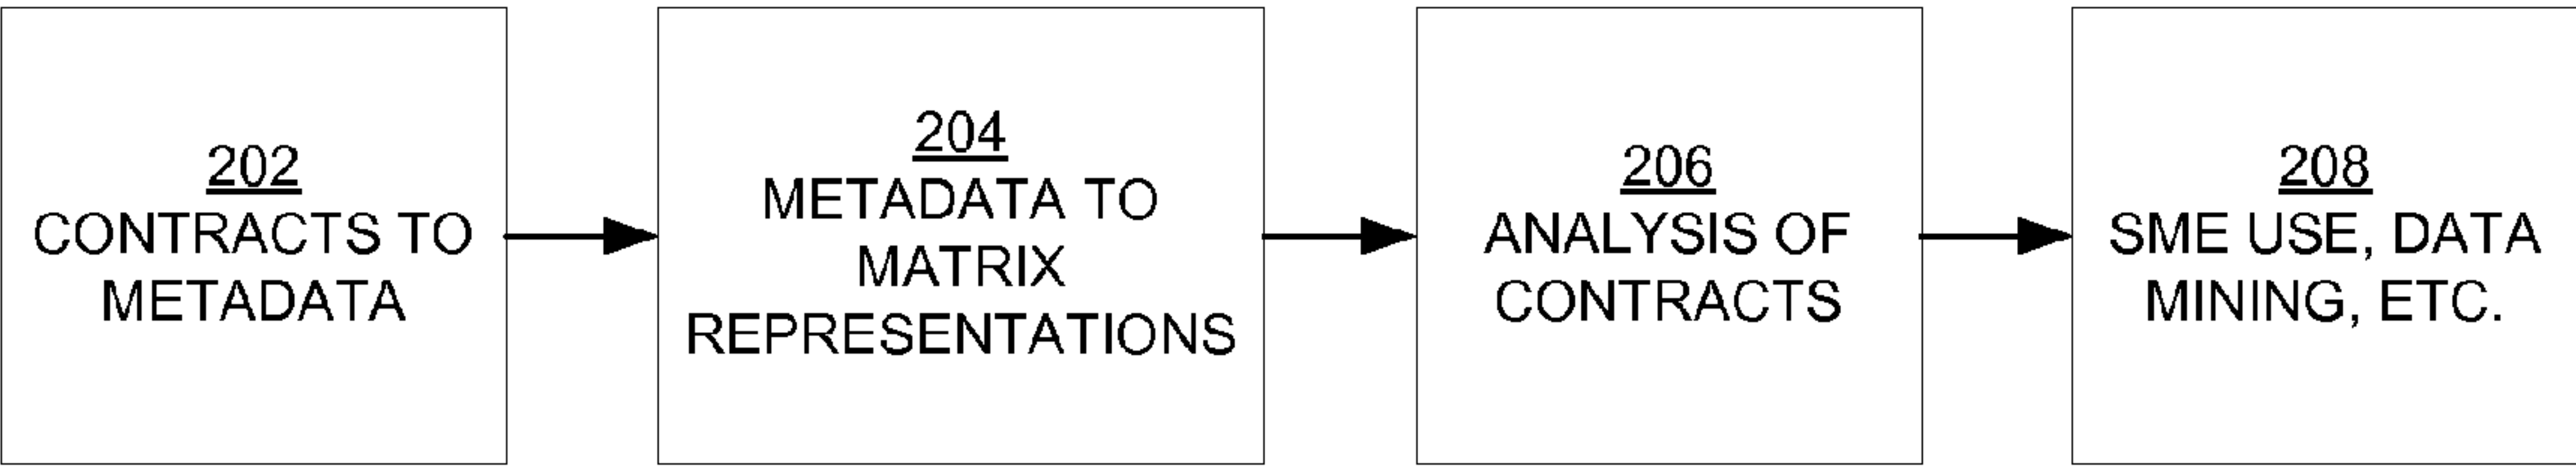 202
CONTRACTS TO
METADATA
204
METADATA TO
MATRIX
REPRESENTATIONS
206
ANALYSIS OF
CONTRACTS
208
SME USE, DATA
MINING, ETC.